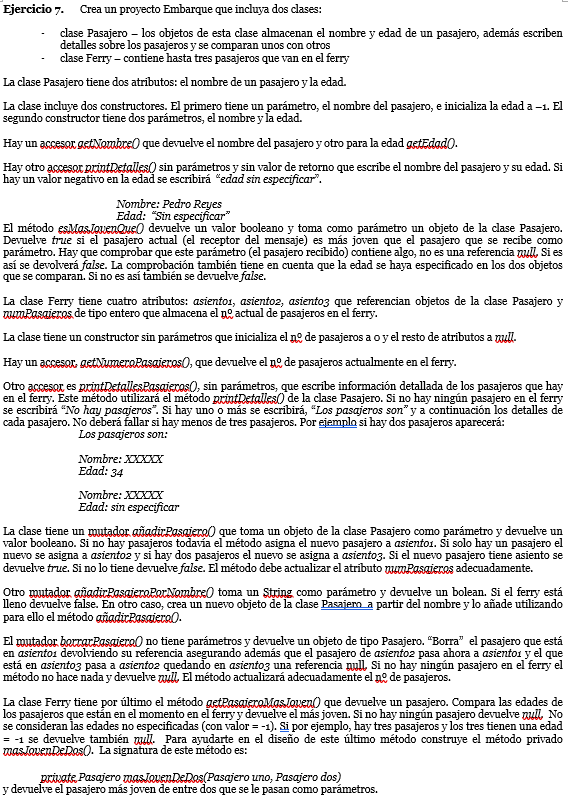 Ejercicio 7. Crea un proyecto Embarque que incluya dos clases:
- clase Pasajero – los objetos de esta clase almacenan el nombre y edad de un pasajero, además escriben
detalles sobre los pasajeros y se comparan unos con otros
- clase Ferry – contiene hasta tres pasajeros que van en el ferry
La clase Pasajero tiene dos atributos: el nombre de un pasajero y la edad.
La clase incluye dos constructores. El primero tiene un parámetro, el nombre del pasajero, e inicializa la edad a –1. El
segundo constructor tiene dos parámetros, el nombre y la edad.
Hay un accesor getNombre() que devuelve el nombre del pasajero y otro para la edad getEdad().
Hay otro accesor printDetalles() sin parámetros y sin valor de retorno que escribe el nombre del pasajero y su edad. Si
hay un valor negativo en la edad se escribirá “edad sin especificar”.
Nombre: Pedro Reyes
Edad: “Sin especificar”
El método esMasJovenQue() devuelve un valor booleano y toma como parámetro un objeto de la clase Pasajero.
Devuelve true si el pasajero actual (el receptor del mensaje) es más joven que el pasajero que se recibe como
parámetro. Hay que comprobar que este parámetro (el pasajero recibido) contiene algo, no es una referencia null. Si es
así se devolverá false. La comprobación también tiene en cuenta que la edad se haya especificado en los dos objetos
que se comparan. Si no es así también se devuelve false.
La clase Ferry tiene cuatro atributos: asiento1, asiento2, asiento3 que referencian objetos de la clase Pasajero y
numPasajeros de tipo entero que almacena el nº actual de pasajeros en el ferry.
La clase tiene un constructor sin parámetros que inicializa el nº de pasajeros a 0 y el resto de atributos a null.
Hay un accesor, getNumeroPasajeros(), que devuelve el nº de pasajeros actualmente en el ferry.
Otro accesor es printDetallesPasajeros(), sin parámetros, que escribe información detallada de los pasajeros que hay
en el ferry. Este método utilizará el método printDetalles() de la clase Pasajero. Si no hay ningún pasajero en el ferry
se escribirá “No hay pasajeros”. Si hay uno o más se escribirá, “Los pasajeros son” y a continuación los detalles de
cada pasajero. No deberá fallar si hay menos de tres pasajeros. Por ejemplo si hay dos pasajeros aparecerá:
Los pasajeros son:
Nombre: XXXXX
Edad: 34
Nombre: XXXXX
Edad: sin especificar
La clase tiene un mutador añadirPasajero() que toma un objeto de la clase Pasajero como parámetro y devuelve un
valor booleano. Si no hay pasajeros todavía el método asigna el nuevo pasajero a asiento1. Si solo hay un pasajero el
nuevo se asigna a asiento2 y si hay dos pasajeros el nuevo se asigna a asiento3. Si el nuevo pasajero tiene asiento se
devuelve true. Si no lo tiene devuelve false. El método debe actualizar el atributo numPasajeros adecuadamente.
Otro mutador añadirPasajeroPorNombre() toma un String como parámetro y devuelve un bolean. Si el ferry está
lleno devuelve false. En otro caso, crea un nuevo objeto de la clase Pasajero a partir del nombre y lo añade utilizando
para ello el método añadirPasajero().
El mutador borrarPasajero() no tiene parámetros y devuelve un objeto de tipo Pasajero. “Borra” el pasajero que está
en asiento1 devolviendo su referencia asegurando además que el pasajero de asiento2 pasa ahora a asiento1 y el que
está en asiento3 pasa a asiento2 quedando en asiento3 una referencia null. Si no hay ningún pasajero en el ferry el
método no hace nada y devuelve null. El método actualizará adecuadamente el nº de pasajeros.
La clase Ferry tiene por último el método getPasajeroMasJoven() que devuelve un pasajero. Compara las edades de
los pasajeros que están en el momento en el ferry y devuelve el más joven. Si no hay ningún pasajero devuelve null. No
se consideran las edades no especificadas (con valor = -1). Si por ejemplo, hay tres pasajeros y los tres tienen una edad
= -1 se devuelve también null. Para ayudarte en el diseño de este último método construye el método privado
masJovenDeDos(). La signatura de este método es:
private Pasajero masJovenDeDos(Pasajero uno, Pasajero dos)
y devuelve el pasajero más joven de entre dos que se le pasan como parámetros.